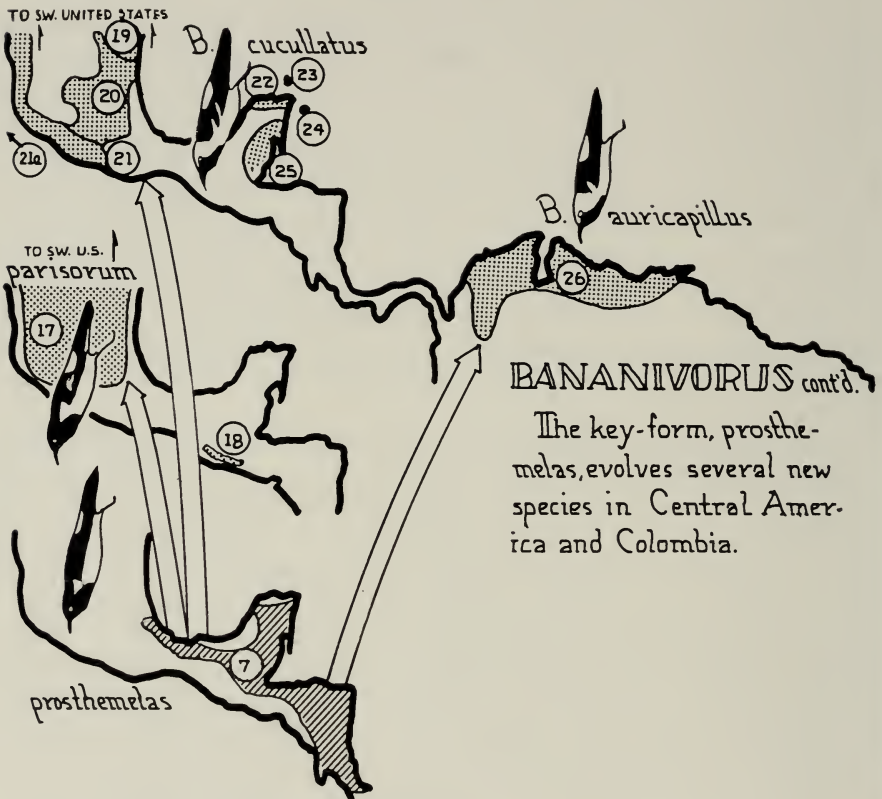 TO SW. UNITED STATES
19
B. cucullatus
22
23
20
24
21a
21
25
B. auricapillus
TO SW. U.S.
parisorum
26
17
BANANIVORUS cont'd.
18
The key-form, prosthe-
melas, evolves several new
species in Central Amer-
ica and Colombia.
7
prosthemelas